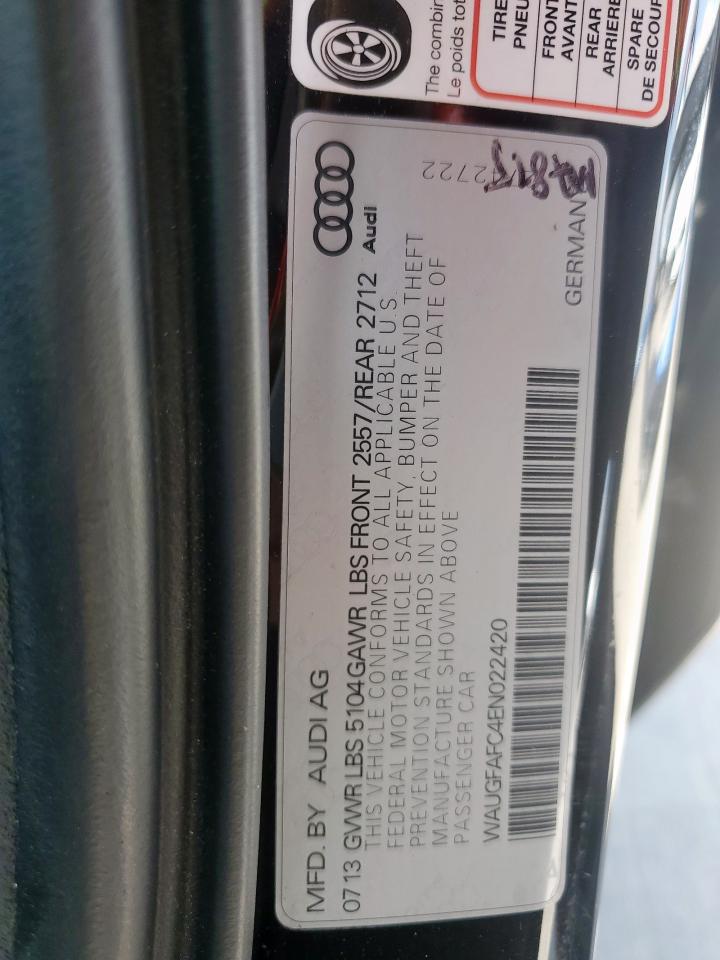 MFD. BY AUDI AG
0713 GVWR LBS 5104 GAWR LBS FRONT 2557/REAR 2712
Audi
THIS VEHICLE CONFORMS TO ALL APPLICABLE U.S.
FEDERAL MOTOR VEHICLE SAFETY, BUMPER AND THEFT
PREVENTION STANDARDS IN EFFECT ON THE DATE OF
MANUFACTURE SHOWN ABOVE
PASSENGER CAR
WAUGFAFC4EN022420
GERMANY
The combin
Le poids tot
TIRE
PNEU
FRONT
AVANT
REAR
ARRIERE
SPARE
DE SECOUR